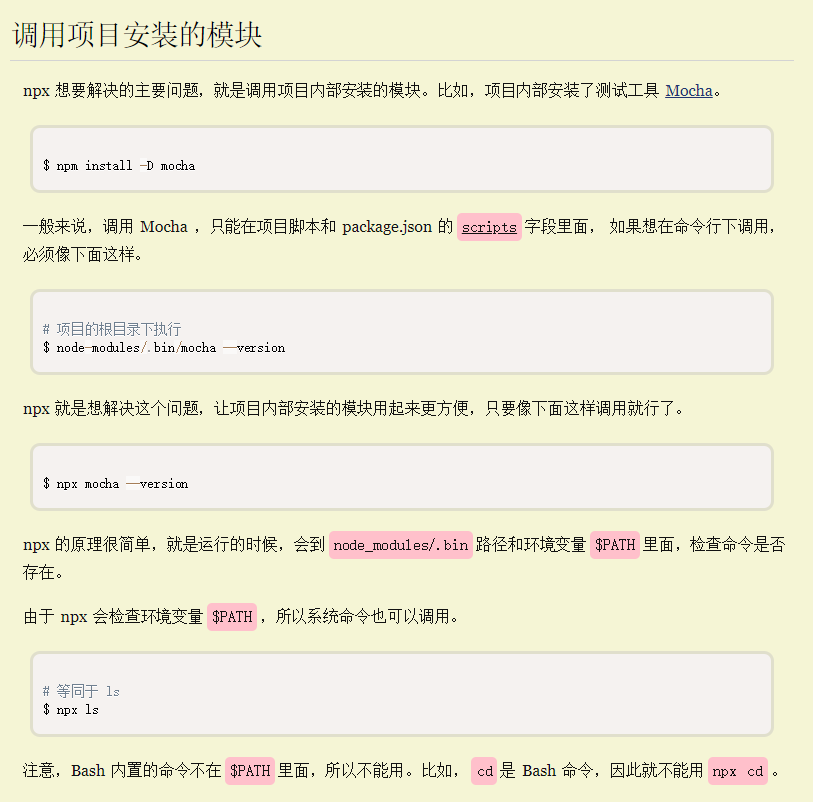 调用项目安装的模块
npx 想要解决的主要问题，就是调用项目内部安装的模块。比如，项目内部安装了测试工具 Mocha。
$ npm install -D mocha
一般来说，调用 Mocha ，只能在项目脚本和 package.json 的 scripts 字段里面， 如果想在命令行下调用，
必须像下面这样。
# 项目的根目录下执行
$ node-modules/.bin/mocha --version
npx 就是想解决这个问题，让项目内部安装的模块用起来更方便，只要像下面这样调用就行了。
$ npx mocha --version
npx 的原理很简单，就是运行的时候，会到 node_modules/.bin 路径和环境变量 $PATH 里面，检查命令是否
存在。
由于 npx 会检查环境变量 $PATH ，所以系统命令也可以调用。
# 等同于 ls
$ npx ls
注意，Bash 内置的命令不在 $PATH 里面，所以不能用。比如， cd 是 Bash 命令，因此就不能用 npx cd 。